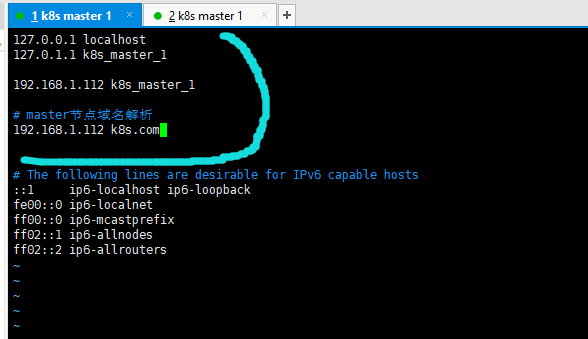 1 k8s master 1 × 2 k8s master 1 × +
127.0.0.1 localhost
127.0.1.1 k8s_master_1
192.168.1.112 k8s_master_1
# master节点域名解析
192.168.1.112 k8s.com
# The following lines are desirable for IPv6 capable hosts
::1     ip6-localhost ip6-loopback
fe00::0 ip6-localnet
ff00::0 ip6-mcastprefix
ff02::1 ip6-allnodes
ff02::2 ip6-allrouters
~
~
~
~
~